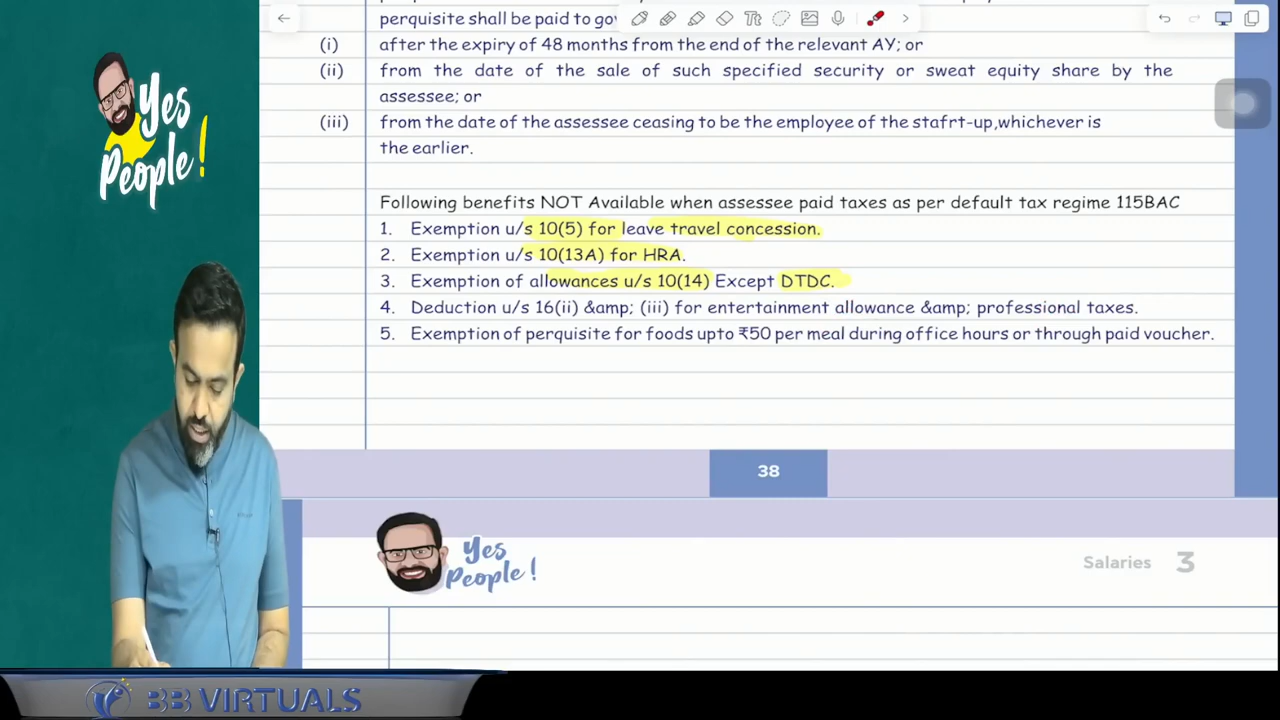 perquisite shall be paid to gov
(i) after the expiry of 48 months from the end of the relevant AY; or
(ii) from the date of the sale of such specified security or sweat equity share by the
assessee; or
(iii) from the date of the assessee ceasing to be the employee of the stafrt-up,whichever is
the earlier.
Following benefits NOT Available when assessee paid taxes as per default tax regime 115BAC
1. Exemption u/s 10(5) for leave travel concession.
2. Exemption u/s 10(13A) for HRA.
3. Exemption of allowances u/s 10(14) Except DTDC.
4. Deduction u/s 16(ii) &amp; (iii) for entertainment allowance &amp; professional taxes.
5. Exemption of perquisite for foods upto ₹50 per meal during office hours or through paid voucher.
38
Yes
People!
Yes
People!
Salaries 3
BB VIRTUALS